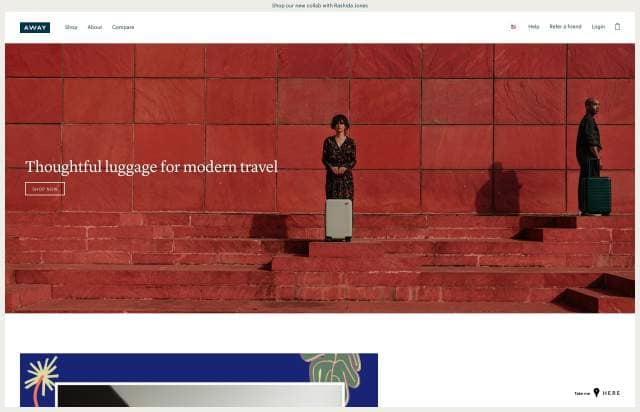 Shop our new collab with Rashida Jones
AWAY
Shop
About
Compare
Help
Refer a friend
Login
Thoughtful luggage for modern travel
SHOP NOW
Take me
HERE